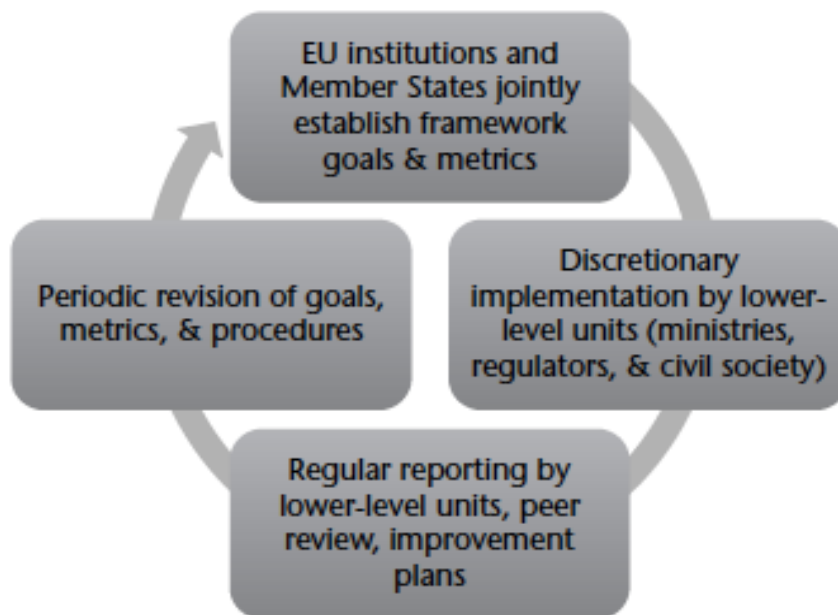 EU institutions and
Member States jointly
establish framework
goals & metrics
Discretionary
implementation by lower-
level units (ministries,
regulators, & civil society)
Regular reporting by
lower-level units, peer
review, improvement
plans
Periodic revision of goals,
metrics, & procedures